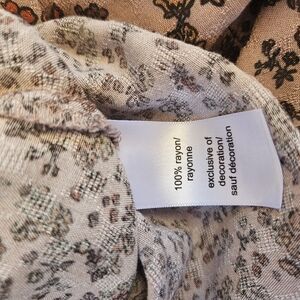 100% rayon/
rayonne
exclusive of
decoration/
sauf décoration